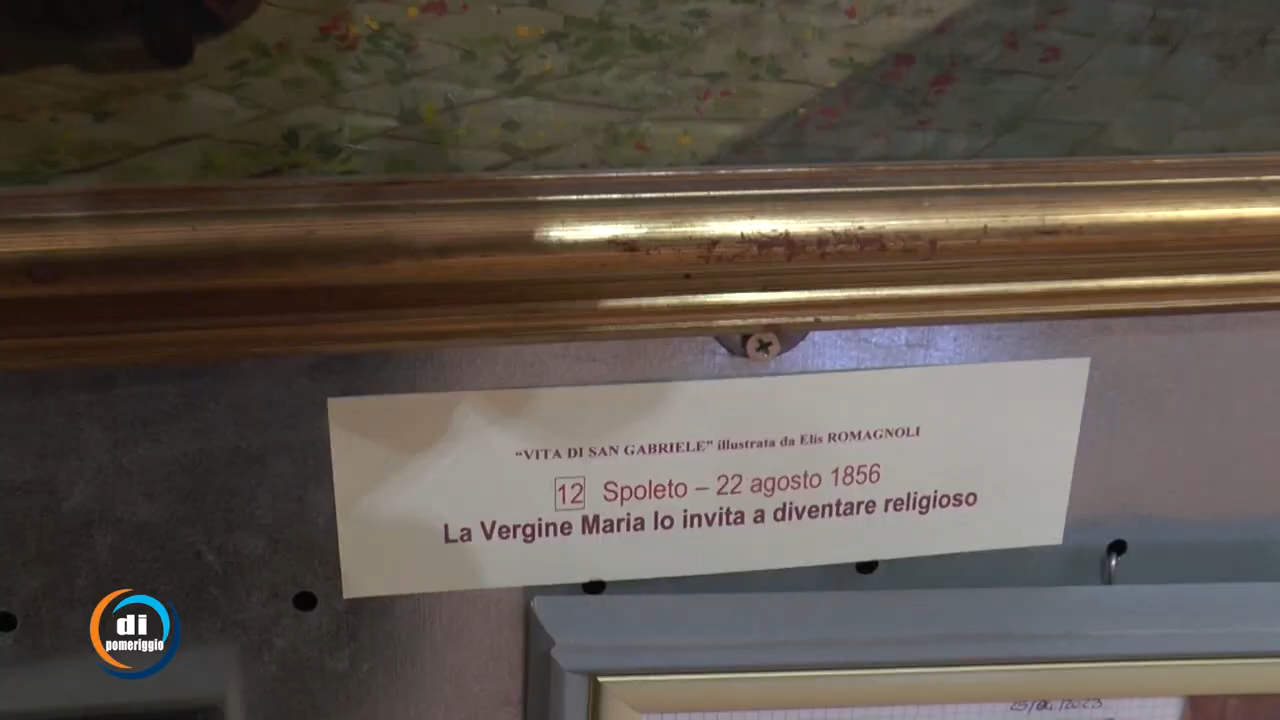 “VITA DI SAN GABRIELE” illustrata da Elis ROMAGNOLI
12 Spoleto – 22 agosto 1856
La Vergine Maria lo invita a diventare religioso
di
pomeriggio